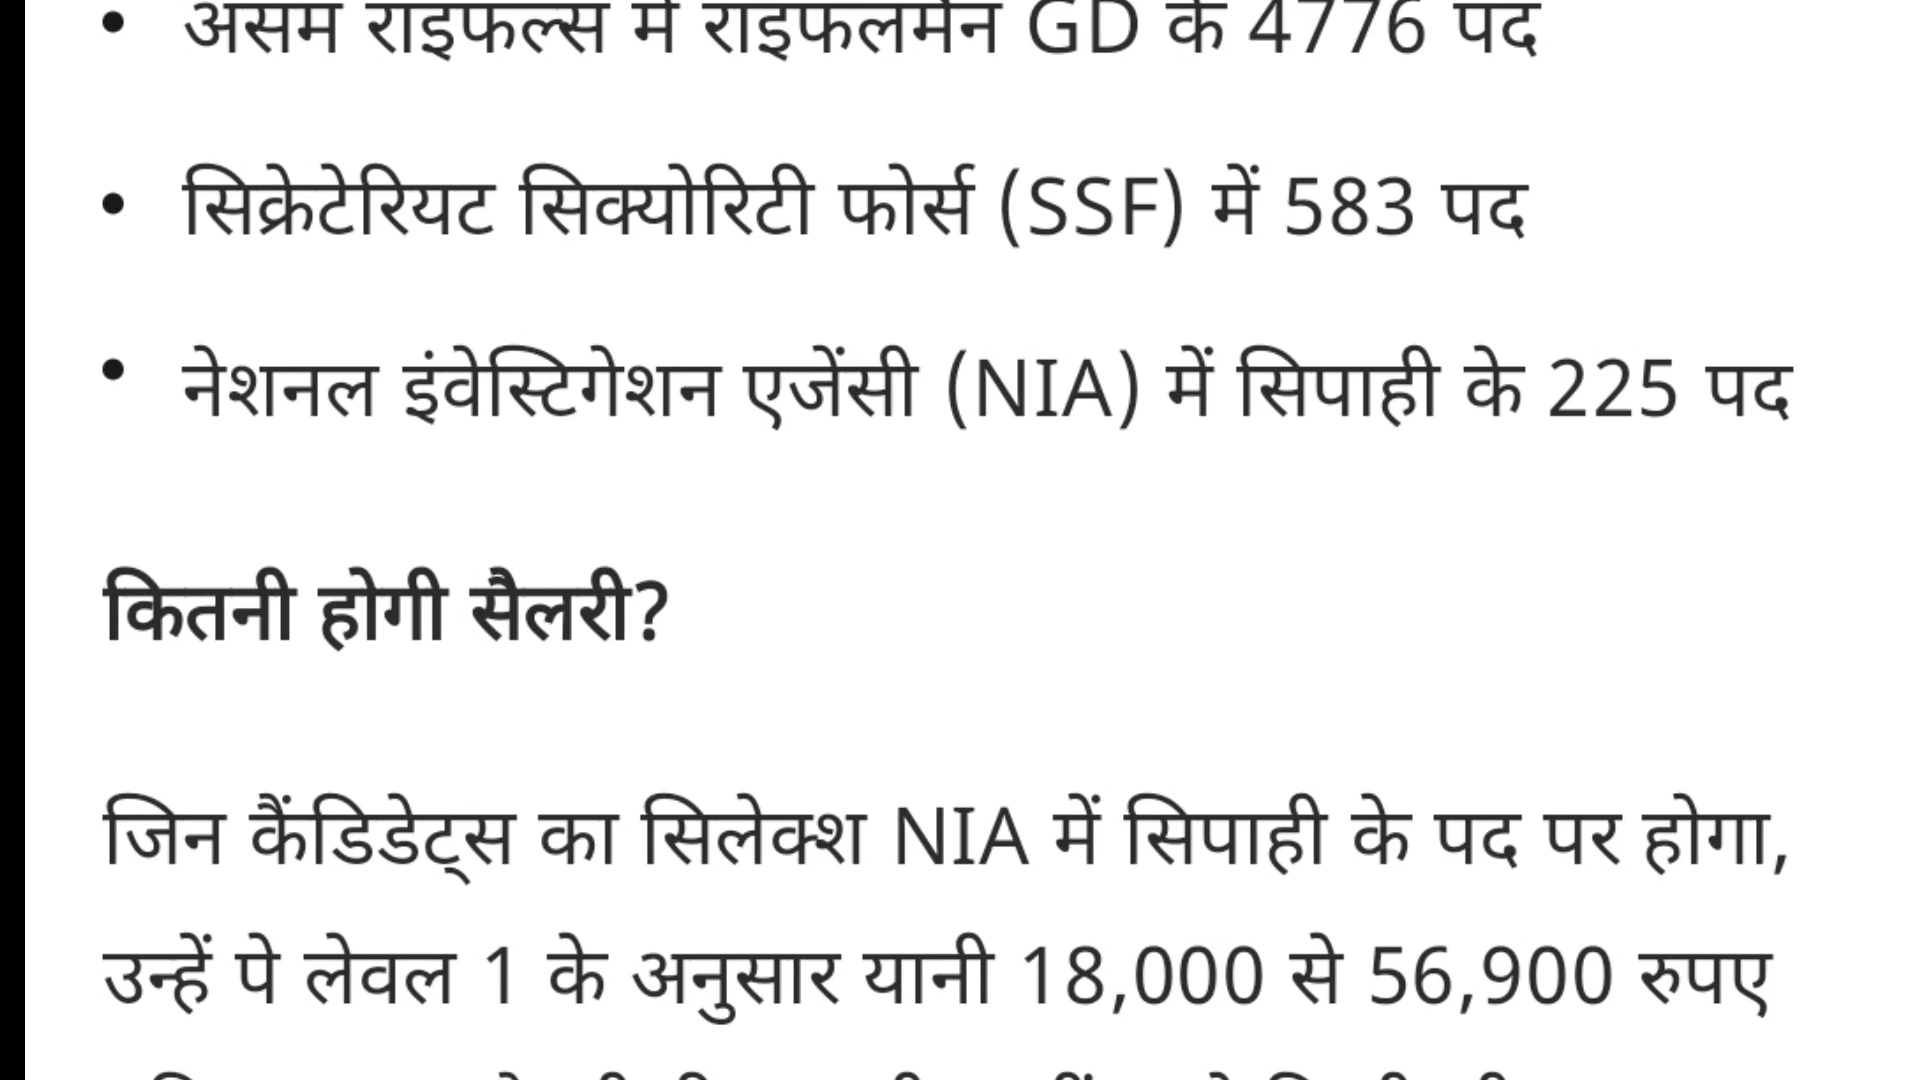 • असम राइफल्स में राइफलमैन GD के 4776 पद
• सिक्रेटेरियट सिक्योरिटी फोर्स (SSF) में 583 पद
• नेशनल इंवेस्टिगेशन एजेंसी (NIA) में सिपाही के 225 पद
कितनी होगी सैलरी?
जिन कैंडिडेट्स का सिलेक्श NIA में सिपाही के पद पर होगा,
उन्हें पे लेवल 1 के अनुसार यानी 18,000 से 56,900 रुपए